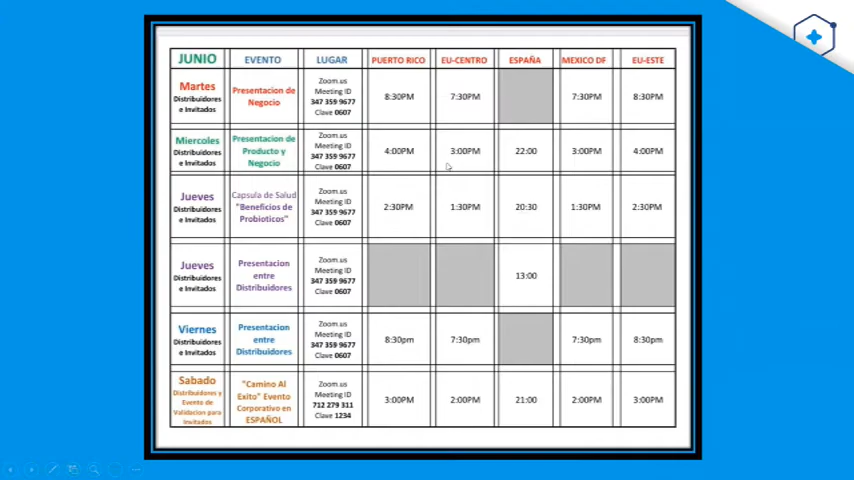 JUNIO EVENTO LUGAR PUERTO RICO EU-CENTRO ESPAÑA MEXICO DF EU-ESTE
Martes
Distribuidores
e Invitados
Presentacion de
Negocio
Zoom.us
Meeting ID
347 359 9677
Clave 0607
8:30PM 7:30PM 7:30PM 8:30PM
Miercoles
Distribuidores
e Invitados
Presentacion de
Producto y
Negocio
Zoom.us
Meeting ID
347 359 9677
Clave 0607
4:00PM 3:00PM 22:00 3:00PM 4:00PM
Jueves
Distribuidores
e Invitados
Capsula de Salud
"Beneficios de
Probioticos"
Zoom.us
Meeting ID
347 359 9677
Clave 0607
2:30PM 1:30PM 20:30 1:30PM 2:30PM
Jueves
Distribuidores
e Invitados
Presentacion
entre
Distribuidores
Zoom.us
Meeting ID
347 359 9677
Clave 0607
13:00
Viernes
Distribuidores
e Invitados
Presentacion
entre
Distribuidores
Zoom.us
Meeting ID
347 359 9677
Clave 0607
8:30pm 7:30pm 7:30pm 8:30pm
Sabado
Distribuidores y
Evento de
Validacion para
Invitados
"Camino Al
Exito" Evento
Corporativo en
ESPAÑOL
Zoom.us
Meeting ID
712 279 311
Clave 1234
3:00PM 2:00PM 21:00 2:00PM 3:00PM